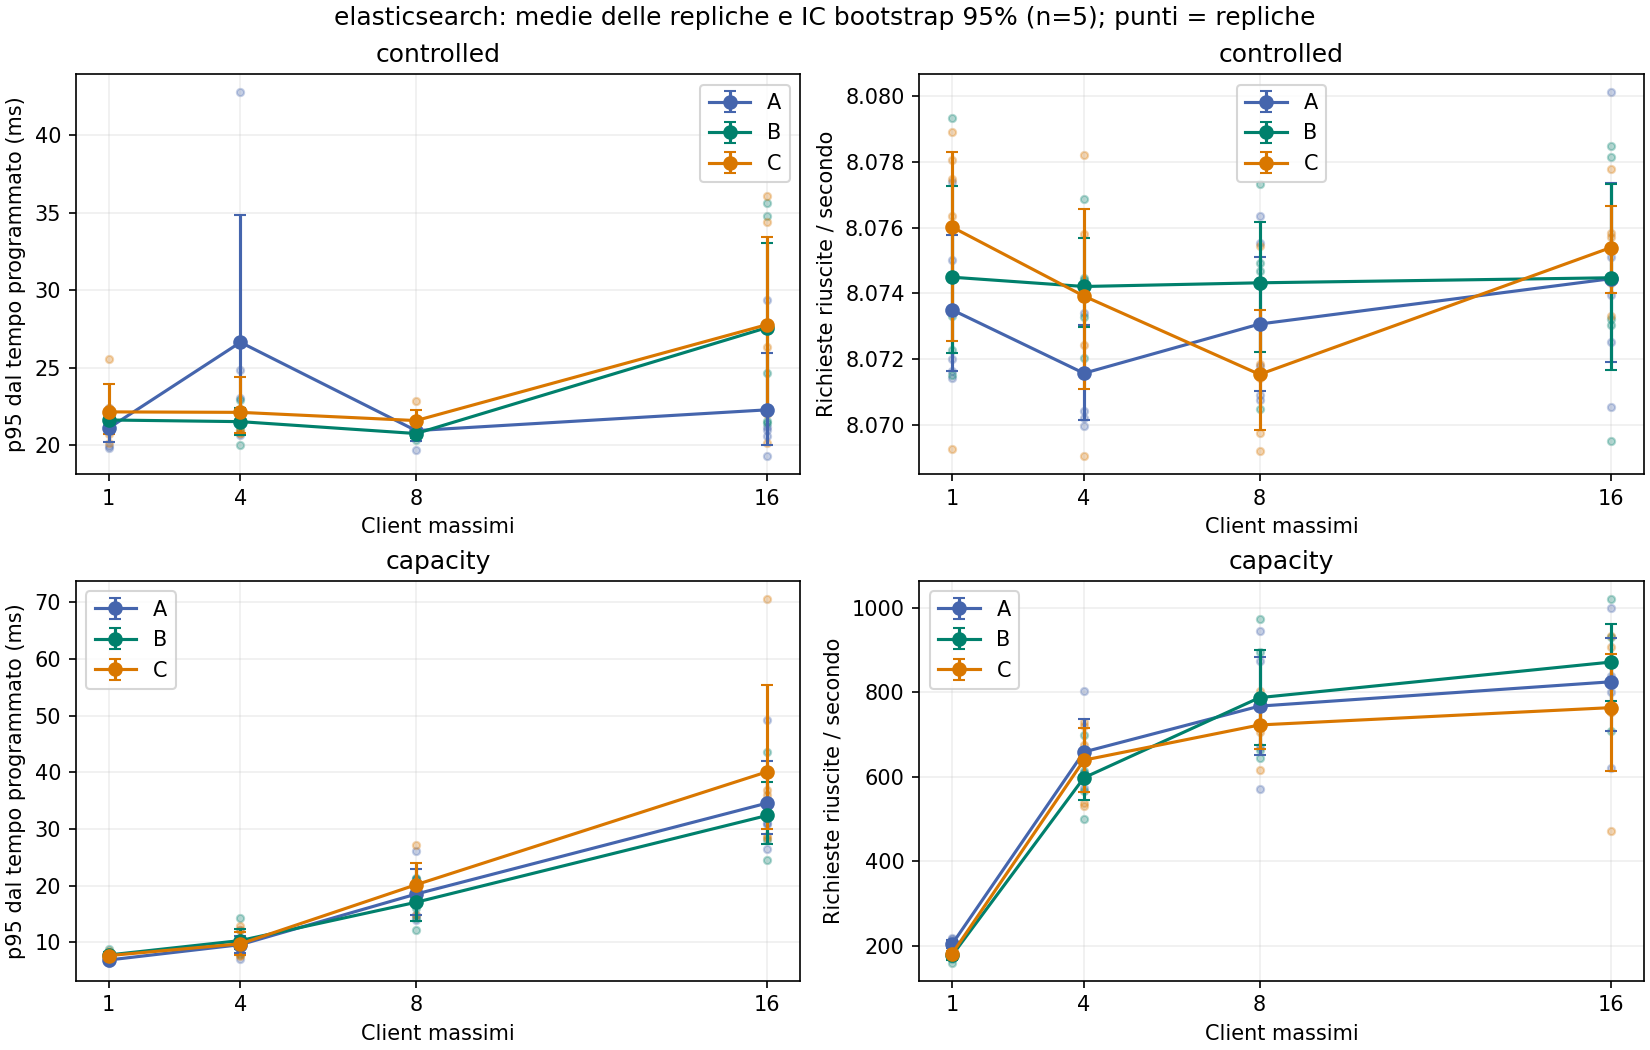 elasticsearch: medie delle repliche e IC bootstrap 95% (n=5); punti = repliche
controlled
p95 dal tempo programmato (ms)
40
35
30
25
20
A
B
C
1
4
8
16
Client massimi
controlled
Richieste riuscite / secondo
8.080
8.078
8.076
8.074
8.072
8.070
A
B
C
1
4
8
16
Client massimi
capacity
p95 dal tempo programmato (ms)
70
60
50
40
30
20
10
A
B
C
1
4
8
16
Client massimi
capacity
Richieste riuscite / secondo
1000
800
600
400
200
A
B
C
1
4
8
16
Client massimi